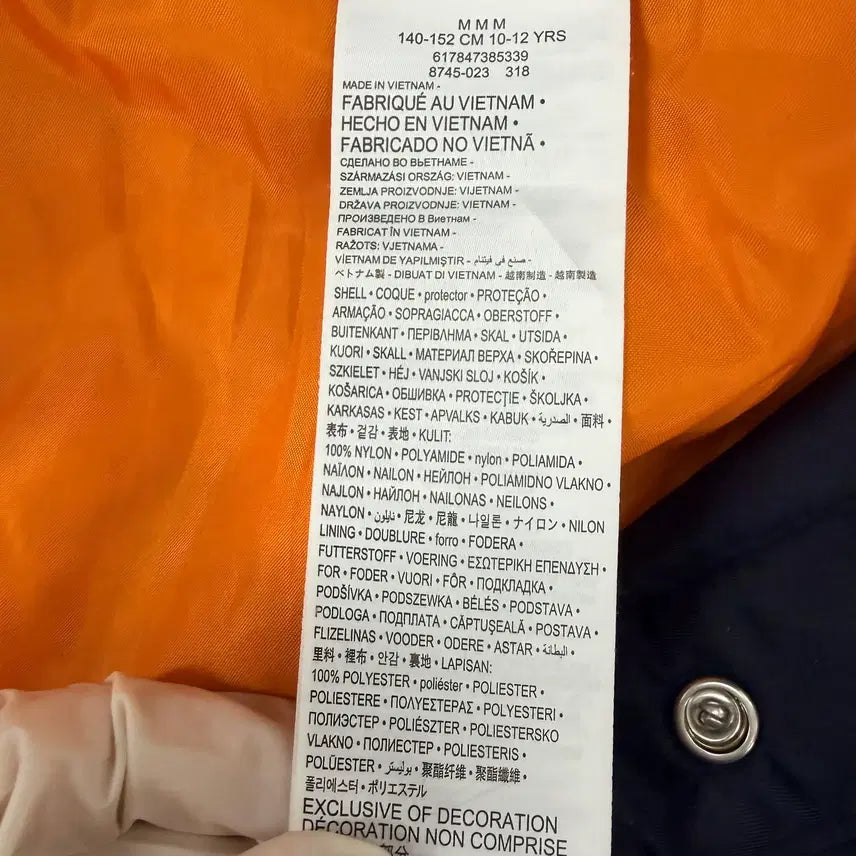 M M M
140-152 CM 10-12 YRS
617847385339
8745-023 318
MADE IN VIETNAM -
FABRIQUÉ AU VIETNAM •
HECHO EN VIETNAM •
FABRICADO NO VIETNÃ •
СДЕЛАНО ВО ВЬЕТНАМЕ -
SZÁRMAZÁSI ORSZÁG: VIETNAM -
ZEMLJA PROIZVODNJE: VIJETNAM -
DRŽAVA PROIZVODNJE: VIETNAM -
ПРОИЗВЕДЕНО В Виетнам -
FABRICAT ÎN VIETNAM -
RAŽOTS: VJETNAMA -
VİETNAM DE YAPILMIŞTIR - صنع في فيتنام -
ベトナム製 - DIBUAT DI VIETNAM - 越南制造 - 越南製造
SHELL • COQUE • protector • PROTEÇÃO •
ARMAÇÃO • SOPRAGIACCA • OBERSTOFF •
BUITENKANT • ΠΕΡΙΒΛΗΜΑ • SKAL • UTSIDA •
KUORI • SKALL • МАТЕРИАЛ ВЕРХА • SKOŘEPINA •
SZKIELET • HÉJ • VANJSKI SLOJ • KOŠÍK •
KOŠARICA • ОБШИВКА • PROTECŢIE • ŠKOLJKA •
KARKASAS • KEST • APVALKS • KABUK • الصدرية • 面料 •
表布 • 겉감 • 表地 • KULIT:
100% NYLON • POLYAMIDE • nylon • POLIAMIDA •
ΝΑΪΛΟΝ • NAILON • НЕЙЛОН • POLIAMIDNO VLAKNO •
NAJLON • НАЙЛОН • NAILONAS • NEILONS •
NAYLON • نايلون • 尼龙 • 尼龍 • 나일론 • ナイロン • NILON
LINING • DOUBLURE • forro • FODERA •
FUTTERSTOFF • VOERING • ΕΣΩΤΕΡΙΚΗ ΕΠΕΝΔΥΣΗ •
FOR • FODER • VUORI • FÔR • ПОДКЛАДКА •
PODŠÍVKA • PODSZEWKA • BÉLÉS • PODSTAVA •
PODLOGA • ПОДПЛАТА • CĂPTUŞEALĂ • POSTAVA •
FLIZELINAS • VOODER • ODERE • ASTAR • البطانة •
里料 • 裡布 • 안감 • 裏地 • LAPISAN:
100% POLYESTER • poliéster • POLIESTER •
POLIESTERE • ΠΟΛΥΕΣΤΕΡΑΣ • POLYESTERI •
ПОЛИЭСТЕР • POLIÉSZTER • POLIESTERSKO
VLAKNO • ПОЛИЕСТЕР • POLIESTERIS •
POLÜESTER • بوليستر • 聚酯纤维 • 聚酯纖維 •
폴리에스터 • ポリエステル
EXCLUSIVE OF DECORATION
DÉCORATION NON COMPRISE